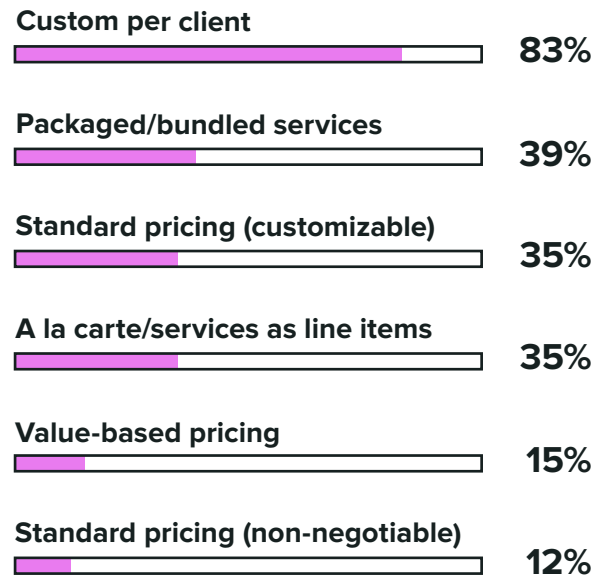 Custom per client
83%
Packaged/bundled services
39%
Standard pricing (customizable)
35%
A la carte/services as line items
35%
Value-based pricing
15%
Standard pricing (non-negotiable)
12%